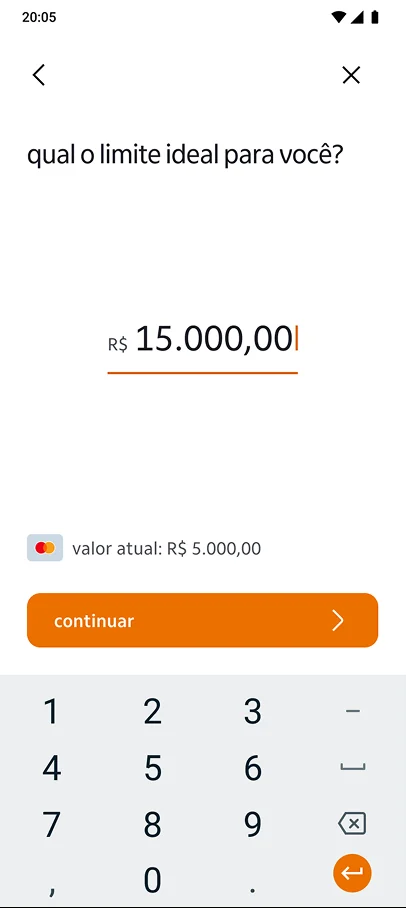 20:05
qual o limite ideal para você?
R$ 15.000,00
valor atual: R$ 5.000,00
continuar
1 2 3 –
4 5 6
7 8 9
, 0 .